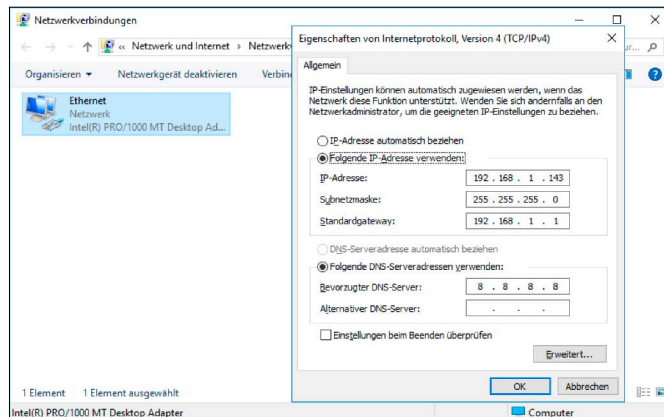 Netzwerkverbindungen
« Netzwerk und Internet › Netzwerk
Organisieren Netzwerkgerät deaktivieren
Ethernet
Netzwerk
Intel(R) PRO/1000 MT Desktop Ad...
Eigenschaften von Internetprotokoll, Version 4 (TCP/IPv4)
Allgemein
IP-Einstellungen können automatisch zugewiesen werden, wenn das
Netzwerk diese Funktion unterstützt. Wenden Sie sich andernfalls an den
Netzwerkadministrator, um die geeigneten IP-Einstellungen zu beziehen.
IP-Adresse automatisch beziehen
Folgende IP-Adresse verwenden:
IP-Adresse: 192 . 168 . 1 . 143
Subnetzmaske: 255 . 255 . 255 . 0
Standardgateway: 192 . 168 . 1 . 1
DNS-Serveradresse automatisch beziehen
Folgende DNS-Serveradressen verwenden:
Bevorzugter DNS-Server: 8 . 8 . 8 . 8
Alternativer DNS-Server: . . .
Einstellungen beim Beenden überprüfen
Erweitert...
OK Abbrechen
1 Element 1 Element ausgewählt
Intel(R) PRO/1000 MT Desktop Adapter Computer